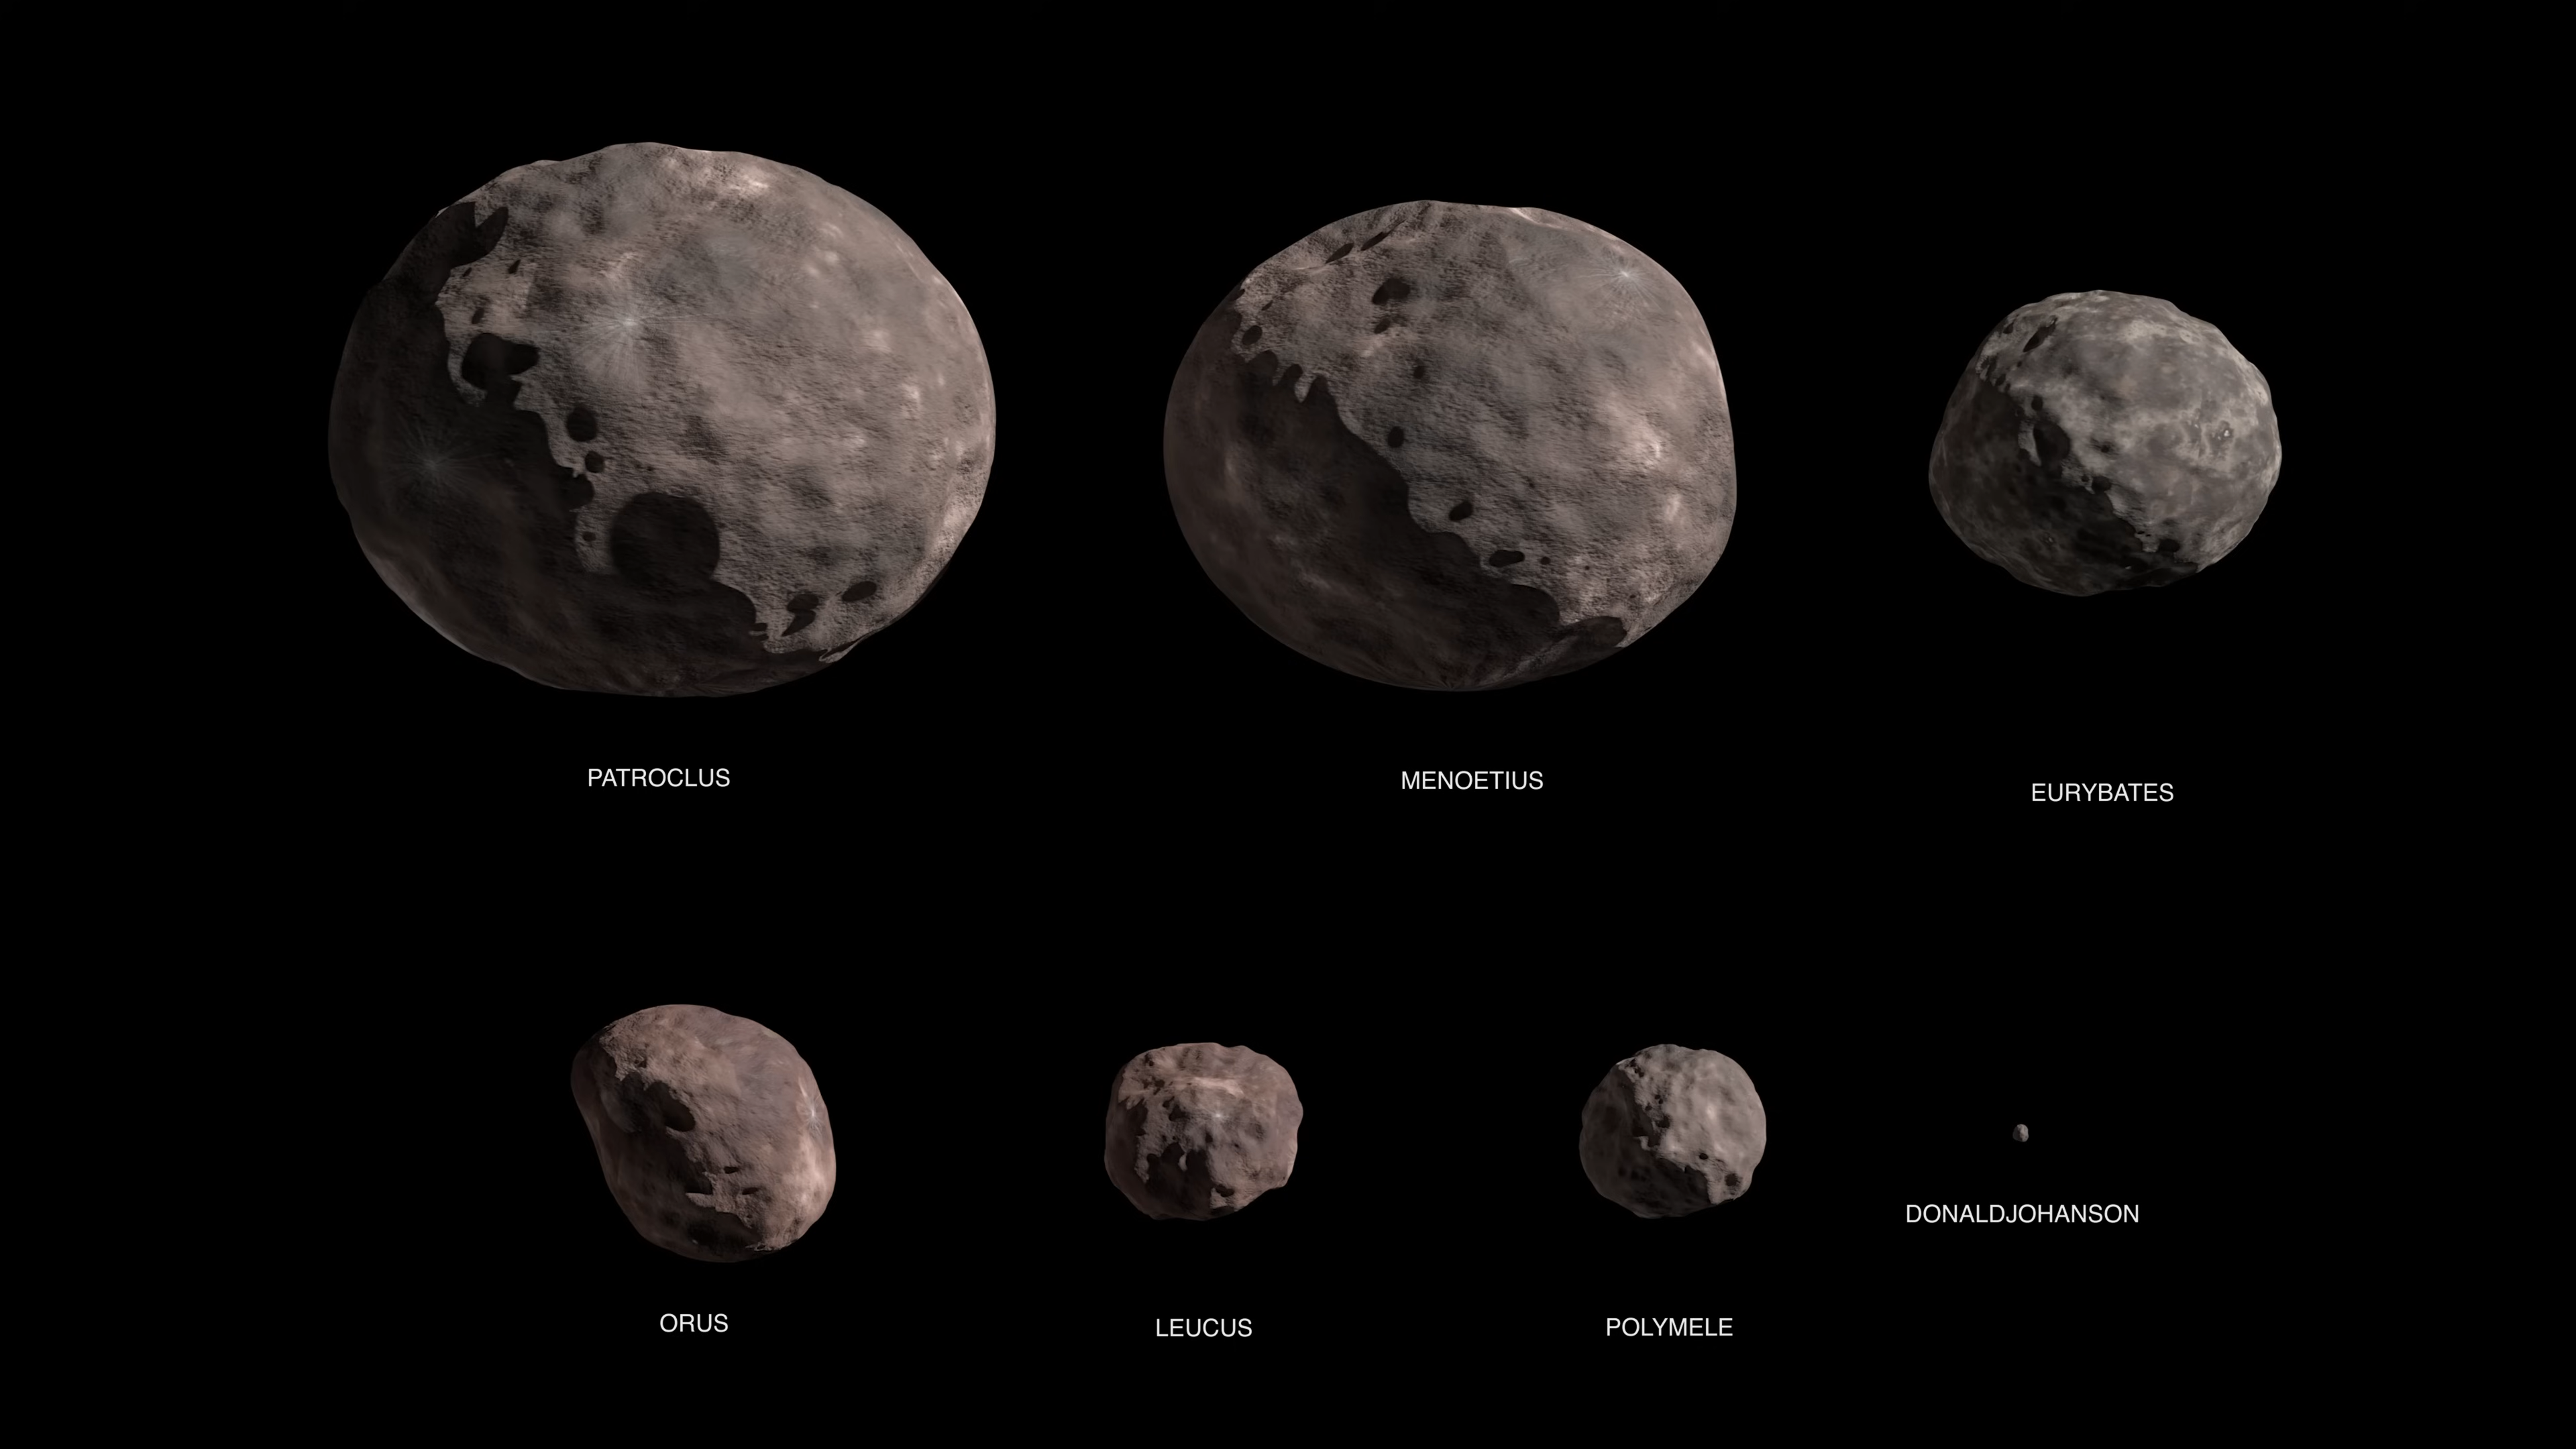 PATROCLUS
MENOETIUS
EURYBATES
ORUS
LEUCUS
POLYMELE
DONALDJOHANSON